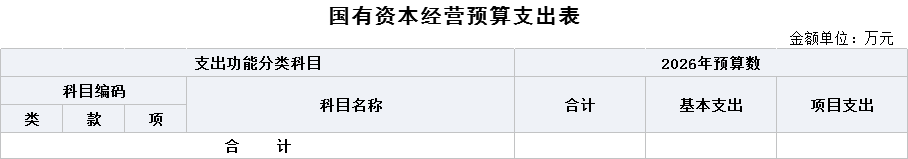 国有资本经营预算支出表
金额单位：万元
支出功能分类科目 2026年预算数
科目编码 科目名称 合计 基本支出 项目支出
类 款 项
合 计